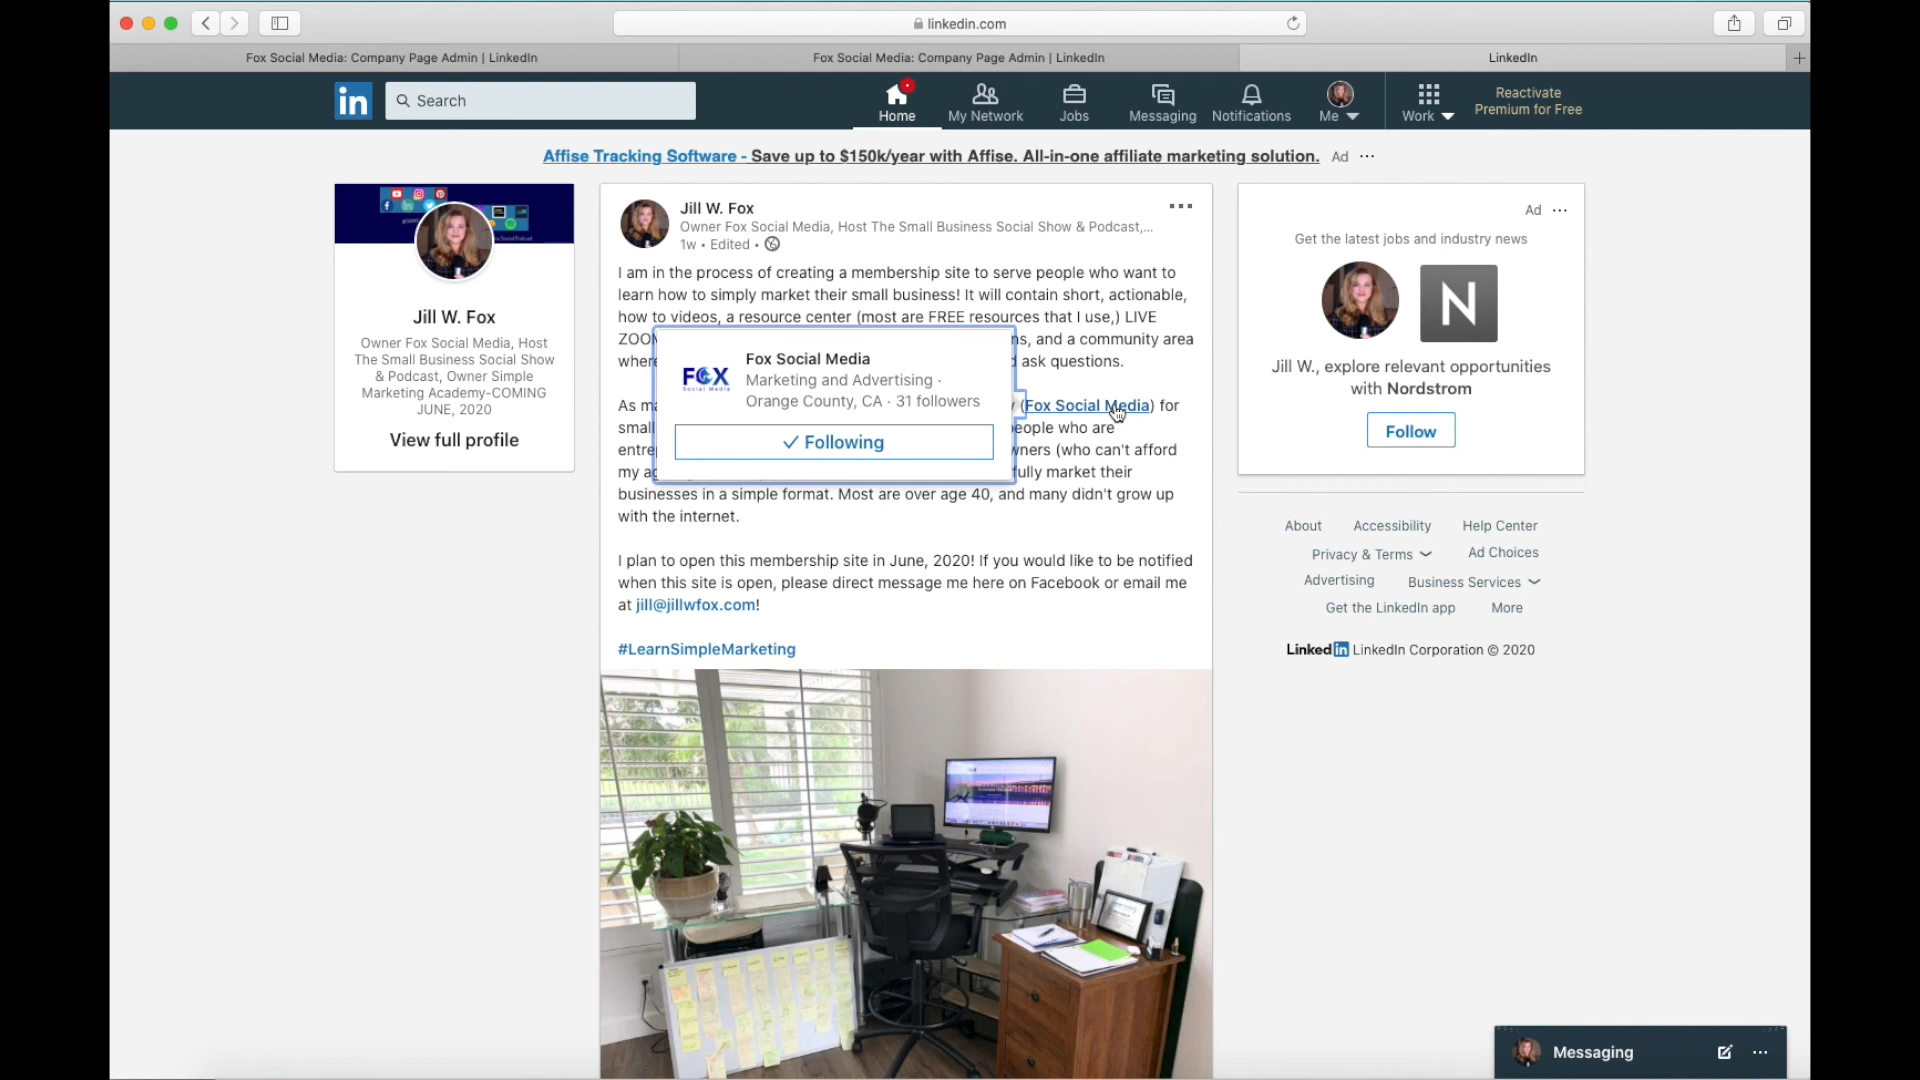 linkedin.com
Fox Social Media: Company Page Admin | LinkedIn
Fox Social Media: Company Page Admin | LinkedIn
LinkedIn
in
Search
Home
My Network
Jobs
Messaging
Notifications
Me
Work
Reactivate
Premium for Free
Affise Tracking Software - Save up to $150k/year with Affise. All-in-one affiliate marketing solution. Ad
Jill W. Fox
Owner Fox Social Media, Host
The Small Business Social Show
& Podcast, Owner Simple
Marketing Academy-COMING
JUNE, 2020
View full profile
Jill W. Fox
Owner Fox Social Media, Host The Small Business Social Show & Podcast,...
1w • Edited •
I am in the process of creating a membership site to serve people who want to
learn how to simply market their small business! It will contain short, actionable,
how to videos, a resource center (most are FREE resources that I use,) LIVE
ns, and a community area
ask questions.
As
(Fox Social Media) for
small
people who are
who can't afford
my
fully market their
businesses in a simple format. Most are over age 40, and many didn't grow up
with the internet.
FOX
Social Media
Fox Social Media
Marketing and Advertising ·
Orange County, CA · 31 followers
✓ Following
I plan to open this membership site in June, 2020! If you would like to be notified
when this site is open, please direct message me here on Facebook or email me
at jill@jillwfox.com!
#LearnSimpleMarketing
Ad
Get the latest jobs and industry news
N
Jill W., explore relevant opportunities
with Nordstrom
Follow
About Accessibility Help Center
Privacy & Terms Ad Choices
Advertising Business Services
Get the LinkedIn app More
LinkedIn LinkedIn Corporation © 2020
Messaging